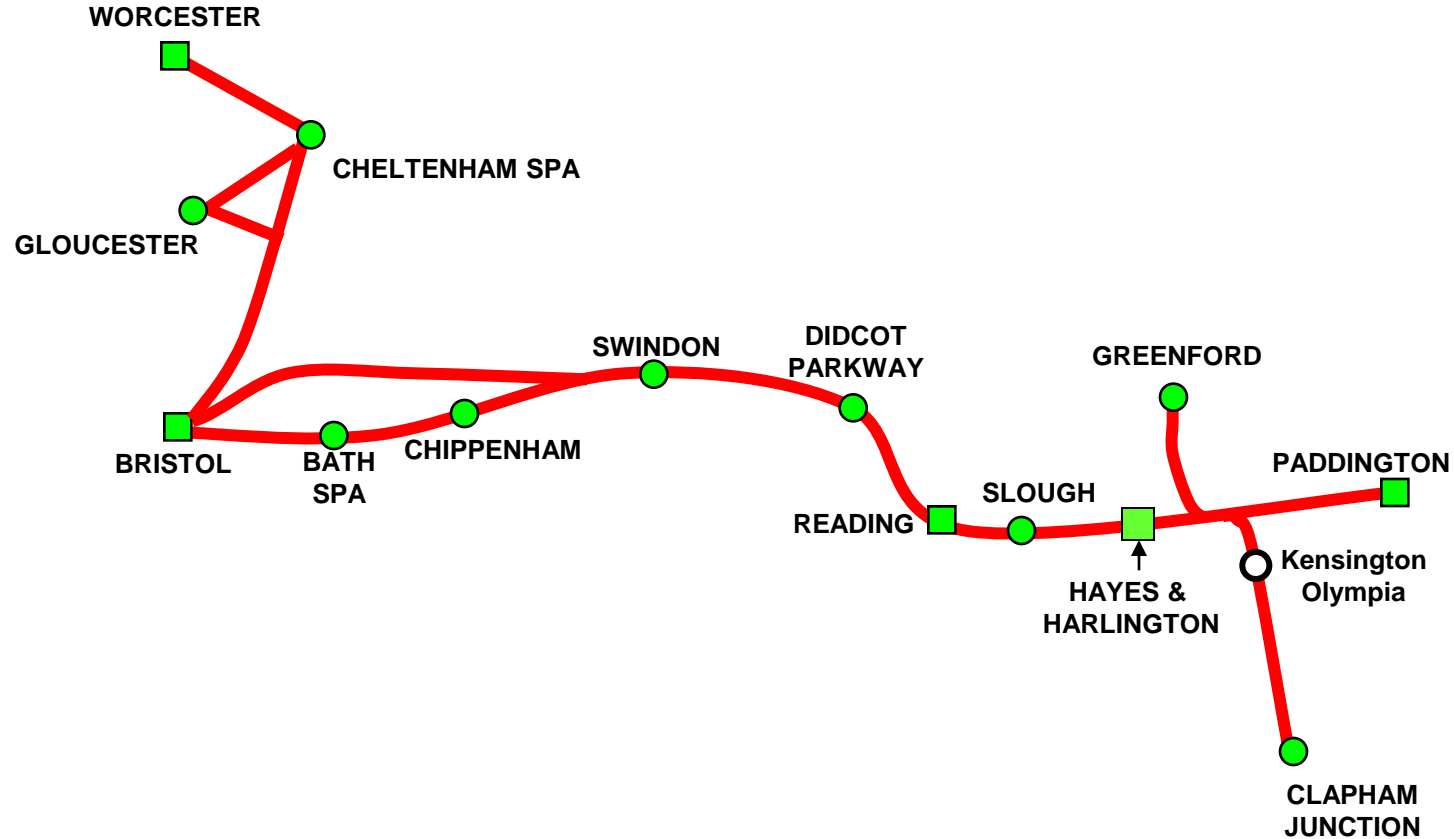 WORCESTER
CHELTENHAM SPA
GLOUCESTER
SWINDON
DIDCOT
PARKWAY
GREENFORD
BRISTOL
BATH
SPA
CHIPPENHAM
PADDINGTON
READING
SLOUGH
HAYES &
HARLINGTON
Kensington
Olympia
CLAPHAM
JUNCTION